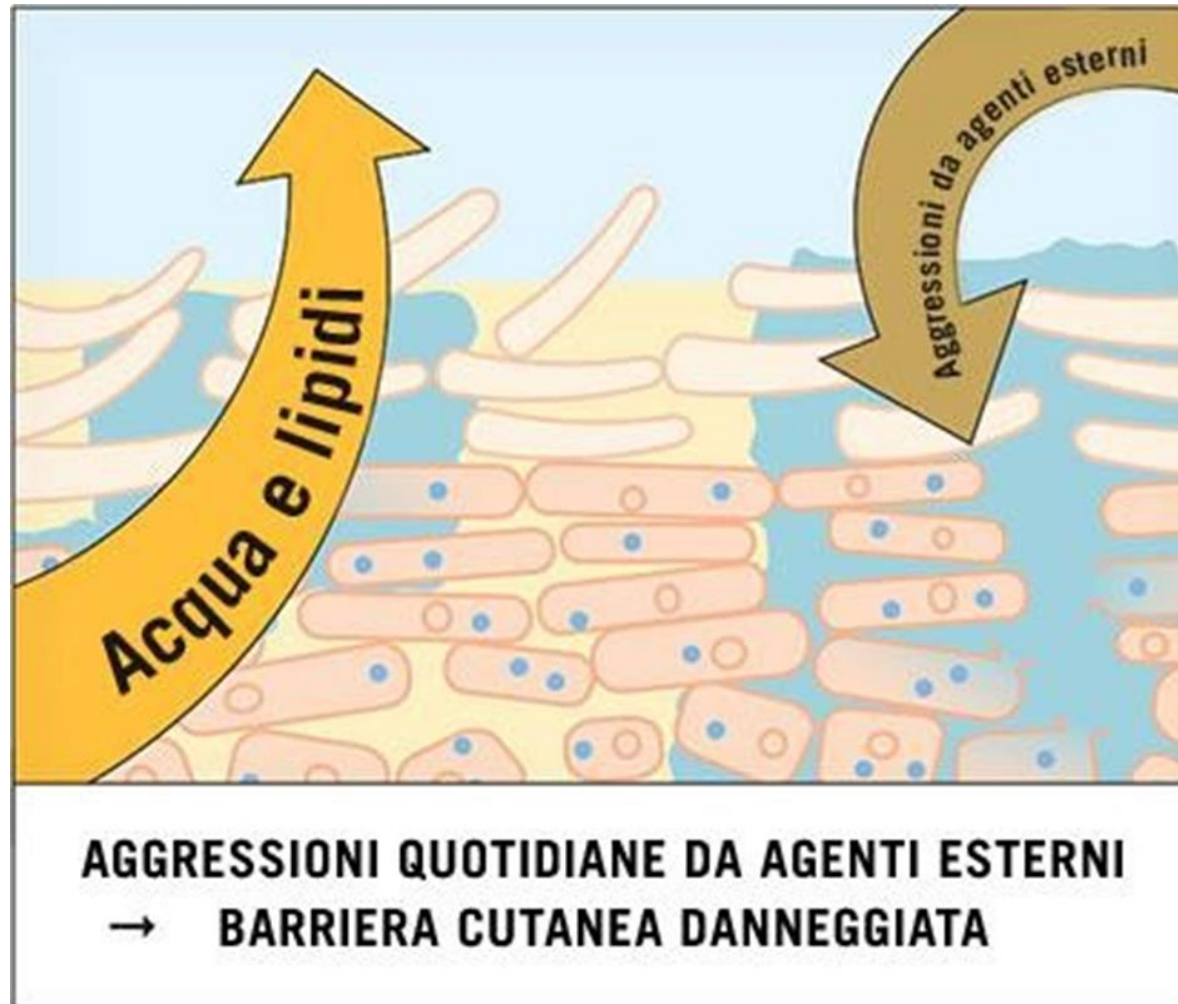 Acqua e lipidi
Aggressioni da agenti esterni
AGGRESSIONI QUOTIDIANE DA AGENTI ESTERNI
→ BARRIERA CUTANEA DANNEGGIATA